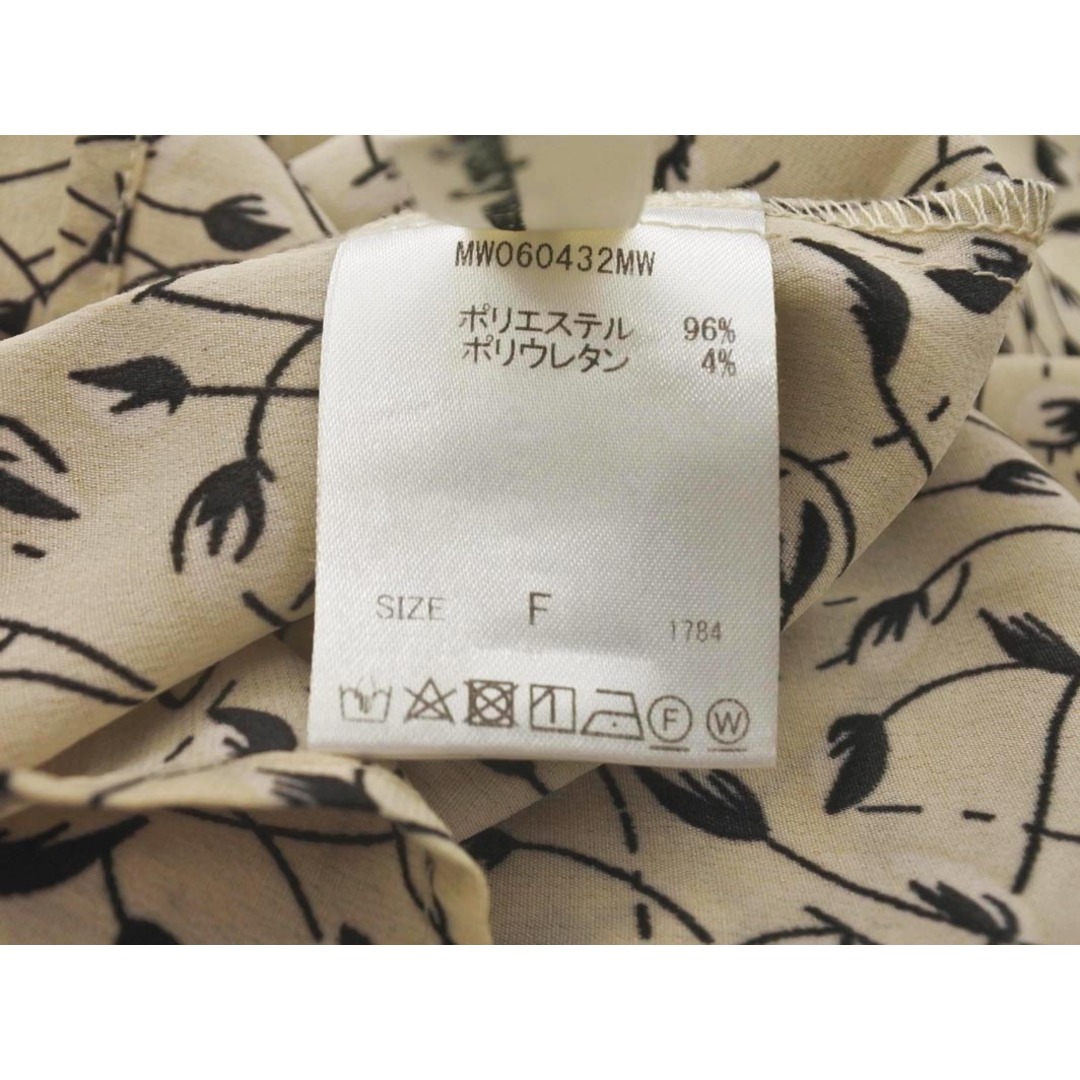 MW060432MW
ポリエステル 96%
ポリウレタン 4%
SIZE F
1784
F W